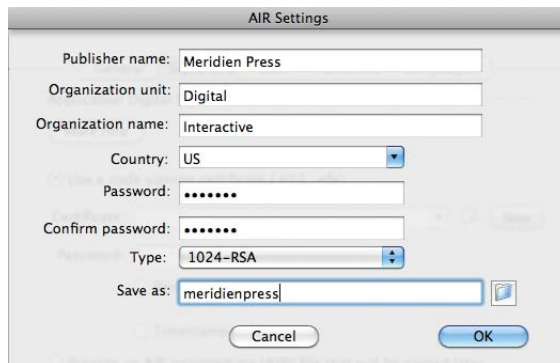 AIR Settings
Publisher name: Meridien Press
Organization unit: Digital
Organization name: Interactive
Country: US
Password: •••••••
Confirm password: •••••••
Type: 1024-RSA
Save as: meridienpress
Cancel OK